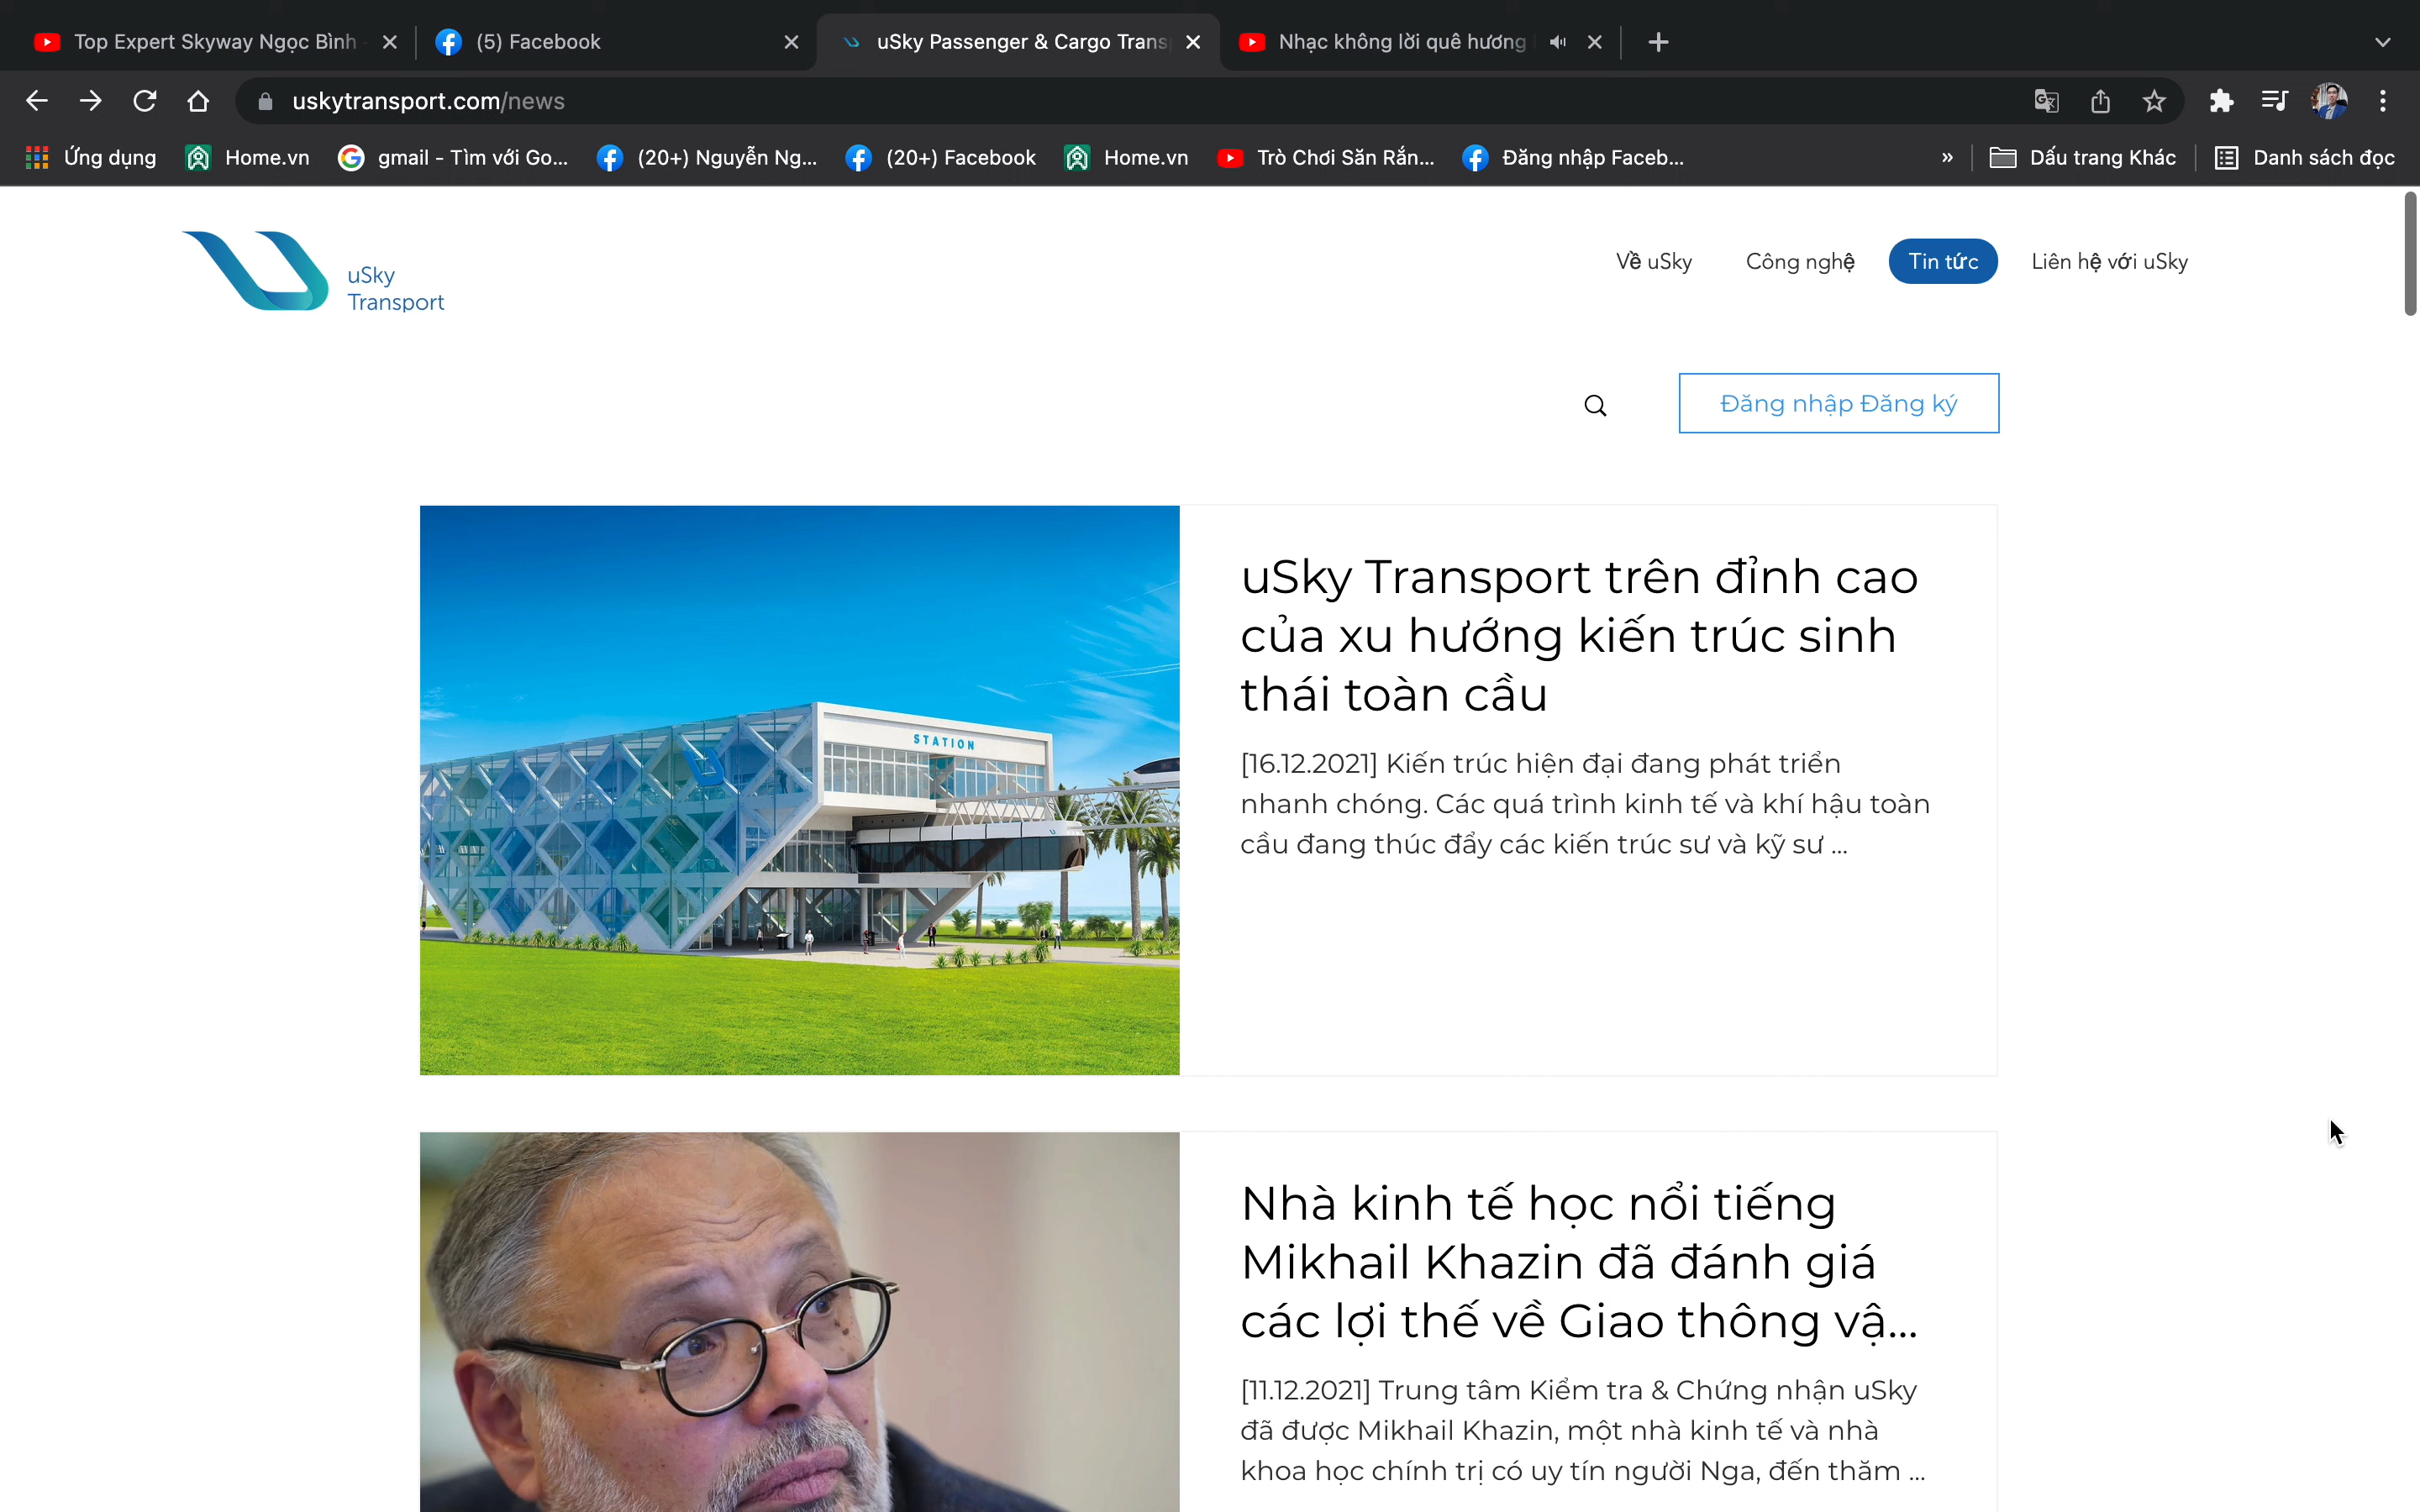 Top Expert Skyway Ngọc Bình
(5) Facebook
uSky Passenger & Cargo Trans
Nhạc không lời quê hương
uskytransport.com/news
Ứng dụng
Home.vn
gmail - Tìm với Go...
(20+) Nguyễn Ng...
(20+) Facebook
Home.vn
Trò Chơi Săn Rắn...
Đăng nhập Faceb...
»
Dấu trang Khác
Danh sách đọc
uSky
Transport
Về uSky
Công nghệ
Tin tức
Liên hệ với uSky
Đăng nhập Đăng ký
STATION
uSky Transport trên đỉnh cao
của xu hướng kiến trúc sinh
thái toàn cầu
[16.12.2021] Kiến trúc hiện đại đang phát triển
nhanh chóng. Các quá trình kinh tế và khí hậu toàn
cầu đang thúc đẩy các kiến trúc sư và kỹ sư ...
Nhà kinh tế học nổi tiếng
Mikhail Khazin đã đánh giá
các lợi thế về Giao thông vậ...
[11.12.2021] Trung tâm Kiểm tra & Chứng nhận uSky
đã được Mikhail Khazin, một nhà kinh tế và nhà
khoa học chính trị có uy tín người Nga, đến thăm ...